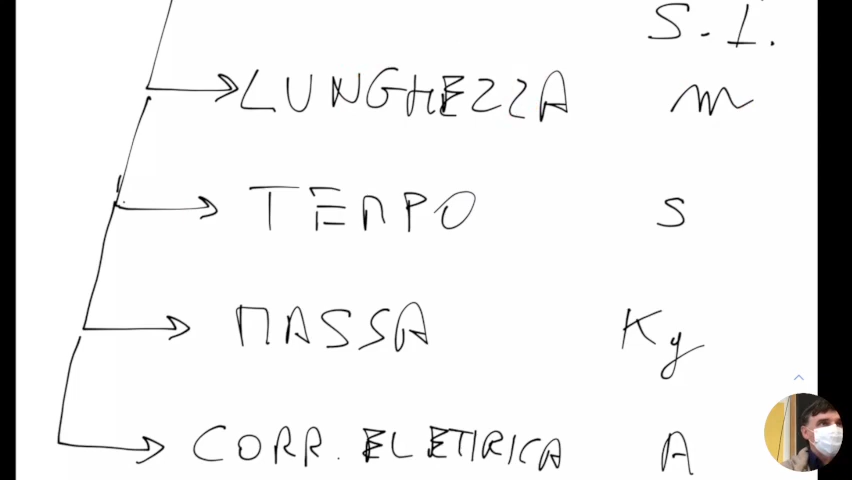 S.I.
LUNGHEZZA m
TEMPO s
MASSA Kg
CORR. ELETTRICA A